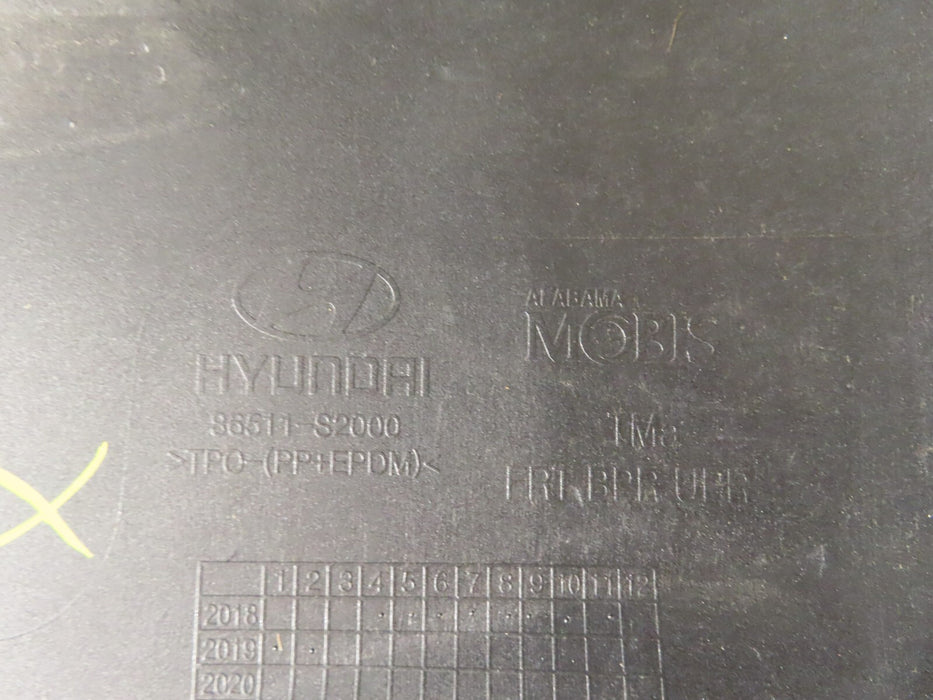 HYUNDAI
86511-S2000
>TPO-(PP+EPDM)<
ALABAMA
MOBIS
TMa
FRT BPR UPR
1 2 3 4 5 6 7 8 9 10 11 12
2018
2019
2020